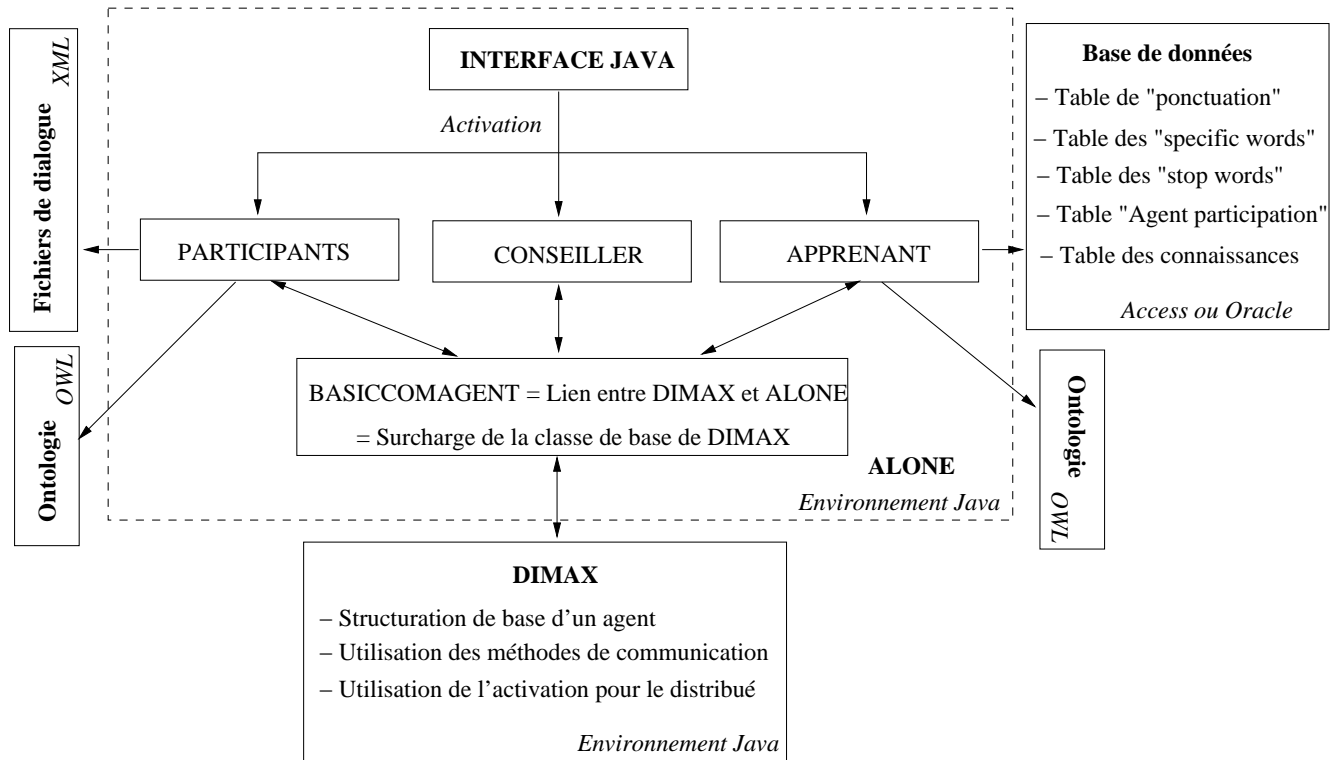 XML
Fichiers de dialogue
INTERFACE JAVA
Activation
Base de données
– Table de "ponctuation"
– Table des "specific words"
– Table des "stop words"
– Table "Agent participation"
– Table des connaissances
Access ou Oracle
PARTICIPANTS
CONSEILLER
APPRENANT
OWL
Ontologie
BASICCOMAGENT = Lien entre DIMAX et ALONE
= Surcharge de la classe de base de DIMAX
ALONE
Environnement Java
Ontologie
OWL
DIMAX
– Structuration de base d’un agent
– Utilisation des méthodes de communication
– Utilisation de l’activation pour le distribué
Environnement Java